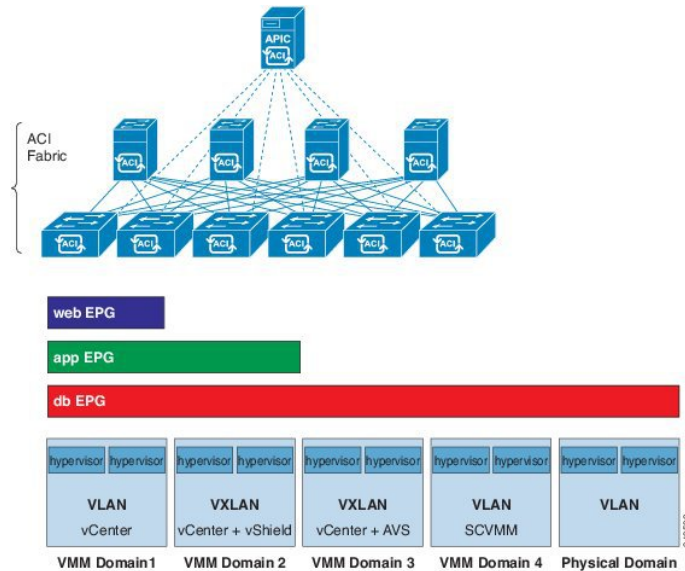 APIC
ACI
ACI
Fabric
ACI ACI ACI ACI
ACI ACI ACI ACI ACI ACI
web EPG
app EPG
db EPG
hypervisor hypervisor hypervisor hypervisor hypervisor hypervisor hypervisor hypervisor hypervisor hypervisor
VLAN VXLAN VXLAN VLAN VLAN
vCenter vCenter + vShield vCenter + AVS SCVMM
VMM Domain1 VMM Domain 2 VMM Domain 3 VMM Domain 4 Physical Domain